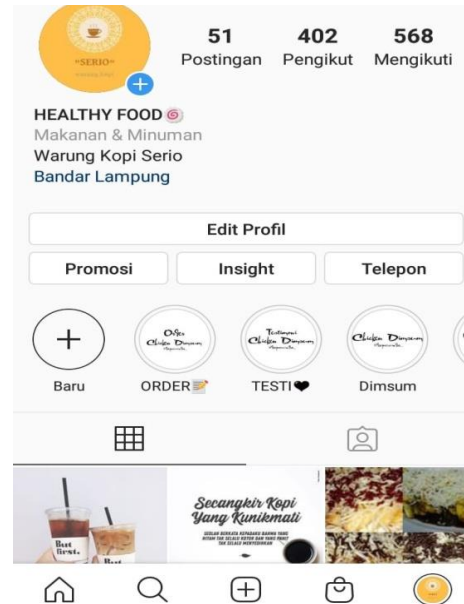 51 402 568
Postingan Pengikut Mengikuti
"SERIO"
HEALTHY FOOD🍥
Makanan & Minuman
Warung Kopi Serio
Bandar Lampung
Edit Profil
Promosi Insight Telepon
Order Testimoni
Chicken Dimsum Chicken Dimsum Chicken Dimsum
Baru ORDER📝 TESTI🖤 Dimsum
Secangkir Kopi
Yang Kunikmati
But
first,
But
first,